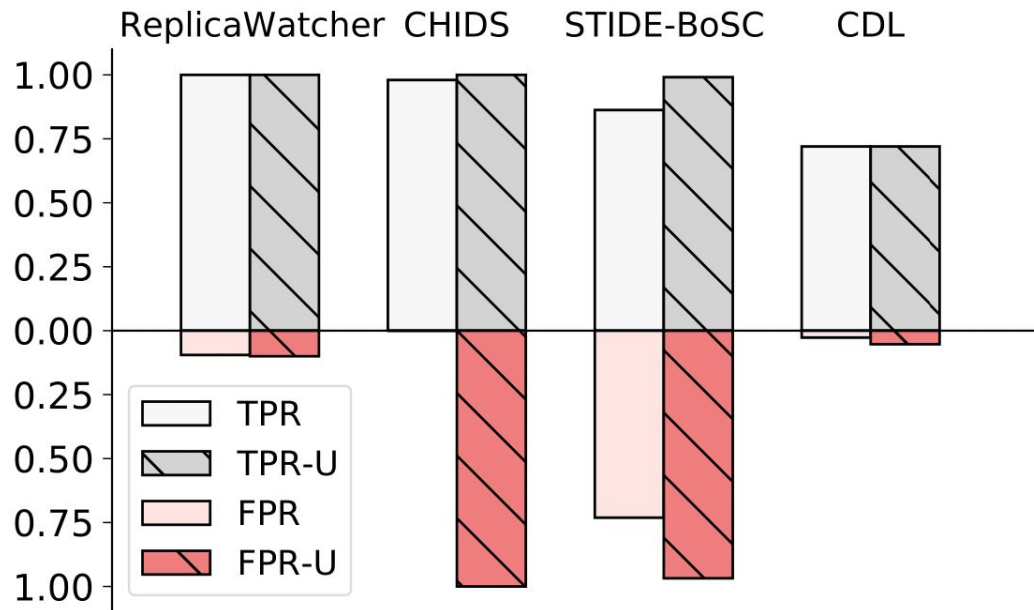 ReplicaWatcher CHIDS STIDE-BoSC CDL
1.00
0.75
0.50
0.25
0.00
0.25
0.50
0.75
1.00
TPR
TPR-U
FPR
FPR-U